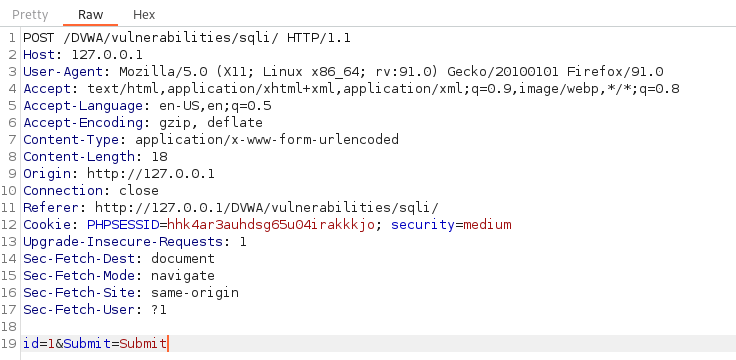 Pretty Raw Hex
1 POST /DVWA/vulnerabilities/sqli/ HTTP/1.1
2 Host: 127.0.0.1
3 User-Agent: Mozilla/5.0 (X11; Linux x86_64; rv:91.0) Gecko/20100101 Firefox/91.0
4 Accept: text/html,application/xhtml+xml,application/xml;q=0.9,image/webp,*/*;q=0.8
5 Accept-Language: en-US,en;q=0.5
6 Accept-Encoding: gzip, deflate
7 Content-Type: application/x-www-form-urlencoded
8 Content-Length: 18
9 Origin: http://127.0.0.1
10 Connection: close
11 Referer: http://127.0.0.1/DVWA/vulnerabilities/sqli/
12 Cookie: PHPSESSID=hhk4ar3auhdsg65u04irakkkjo; security=medium
13 Upgrade-Insecure-Requests: 1
14 Sec-Fetch-Dest: document
15 Sec-Fetch-Mode: navigate
16 Sec-Fetch-Site: same-origin
17 Sec-Fetch-User: ?1
18
19 id=1&Submit=Submit